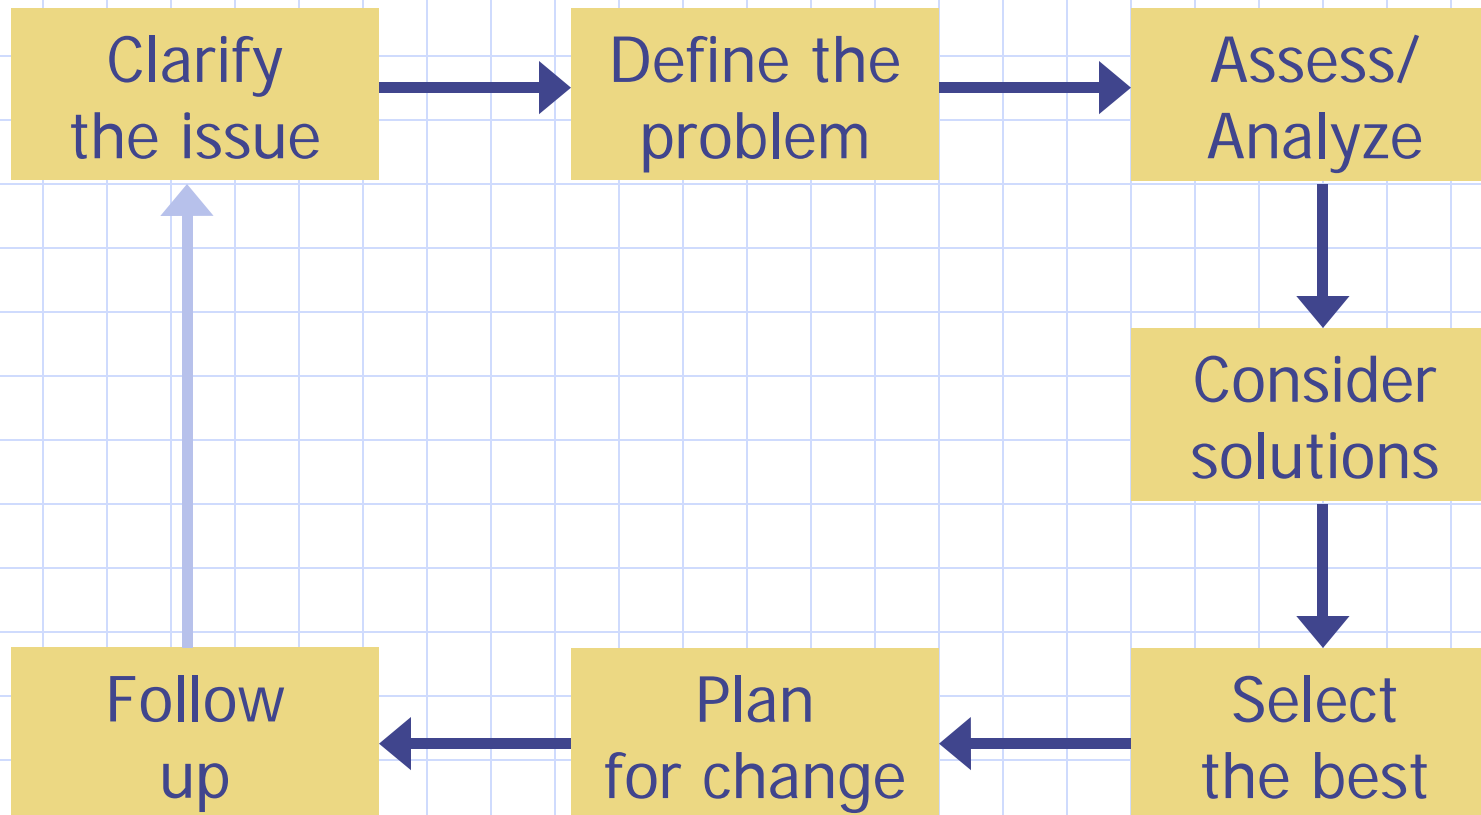 Clarify
the issue
Define the
problem
Assess/
Analyze
Consider
solutions
Select
the best
Plan
for change
Follow
up